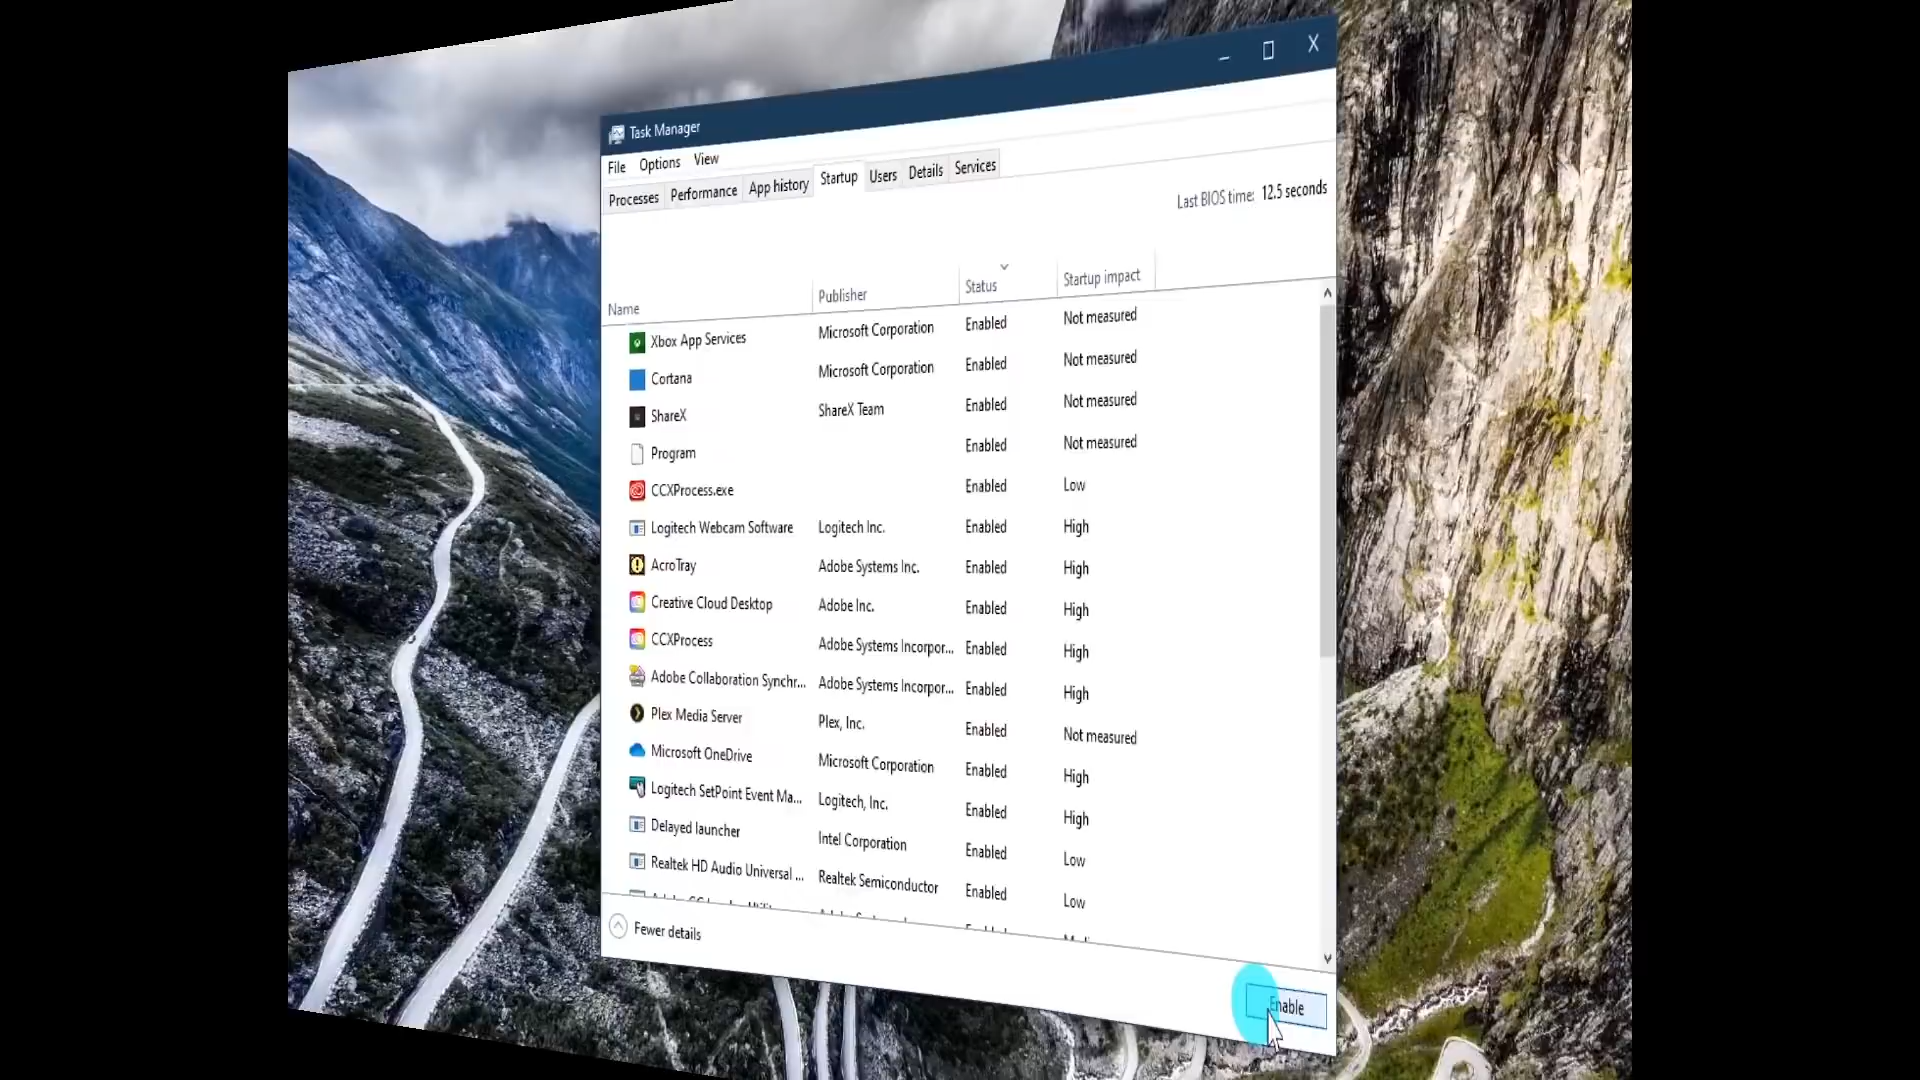 Task Manager
File Options View
Processes Performance App history Startup Users Details Services
Last BIOS time: 12.5 seconds
Name Publisher Status Startup impact
Xbox App Services Microsoft Corporation Enabled Not measured
Cortana Microsoft Corporation Enabled Not measured
ShareX ShareX Team Enabled Not measured
Program Enabled Not measured
CCXProcess.exe Enabled Low
Logitech Webcam Software Logitech Inc. Enabled High
AcroTray Adobe Systems Inc. Enabled High
Creative Cloud Desktop Adobe Inc. Enabled High
CCXProcess Adobe Systems Incorpor... Enabled High
Adobe Collaboration Synchr... Adobe Systems Incorpor... Enabled High
Plex Media Server Plex, Inc. Enabled Not measured
Microsoft OneDrive Microsoft Corporation Enabled High
Logitech SetPoint Event Ma... Logitech, Inc. Enabled High
Delayed launcher Intel Corporation Enabled Low
Realtek HD Audio Universal ... Realtek Semiconductor Enabled Low
Fewer details
Enable